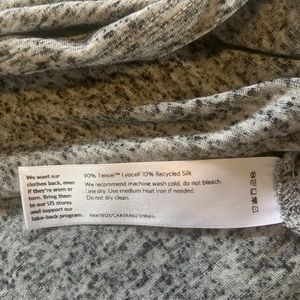 We want our
clothes back, even
if they're worn or
torn. Bring them
to our US stores
and support our
take-back program.
90% Tencel™ Lyocell 10% Recycled Silk
We recommend machine wash cold, do not bleach.
Line dry. Use medium heat iron if needed.
Do not dry clean.